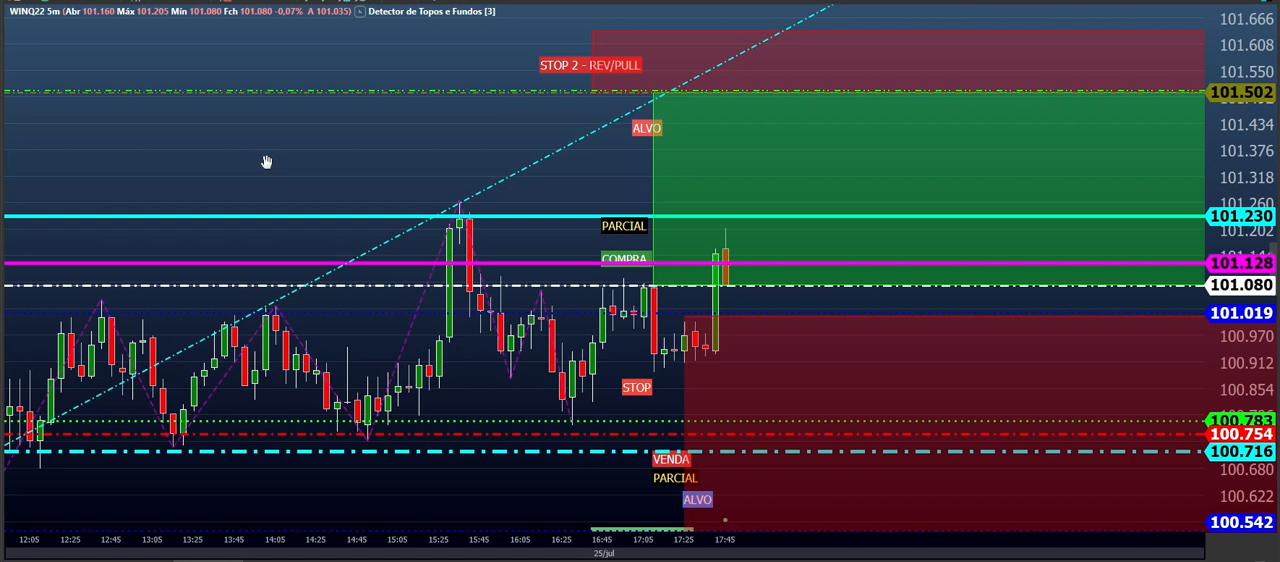 WINQ22 5m (Abr 101.160 Máx 101.205 Mín 101.080 Fch 101.080 -0,07% A 101.035) Detector de Topos e Fundos [3]
101.666
101.608
STOP 2 - REV/PULL
101.550
101.502
ALVO
101.434
101.376
101.318
101.260
101.230
PARCIAL
101.202
COMPRA
101.128
101.080
101.019
100.970
100.912
STOP
100.854
100.783
100.754
100.716
VENDA
100.680
PARCIAL
ALVO
100.622
100.542
12:05 12:25 12:45 13:05 13:25 13:45 14:05 14:25 14:45 15:05 15:25 15:45 16:05 16:25 16:45 17:05 17:25 17:45
25/jul